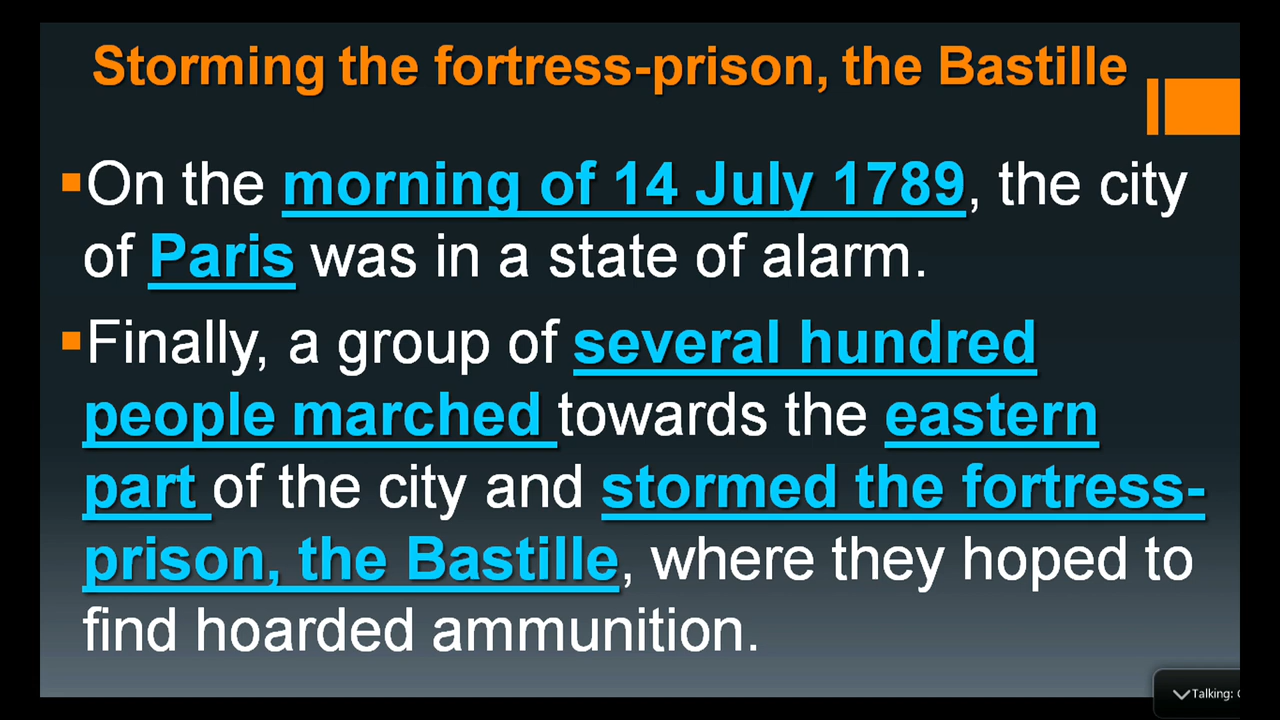 Storming the fortress-prison, the Bastille
▪On the morning of 14 July 1789, the city
of Paris was in a state of alarm.
▪Finally, a group of several hundred
people marched towards the eastern
part of the city and stormed the fortress-
prison, the Bastille, where they hoped to
find hoarded ammunition.
Talking: